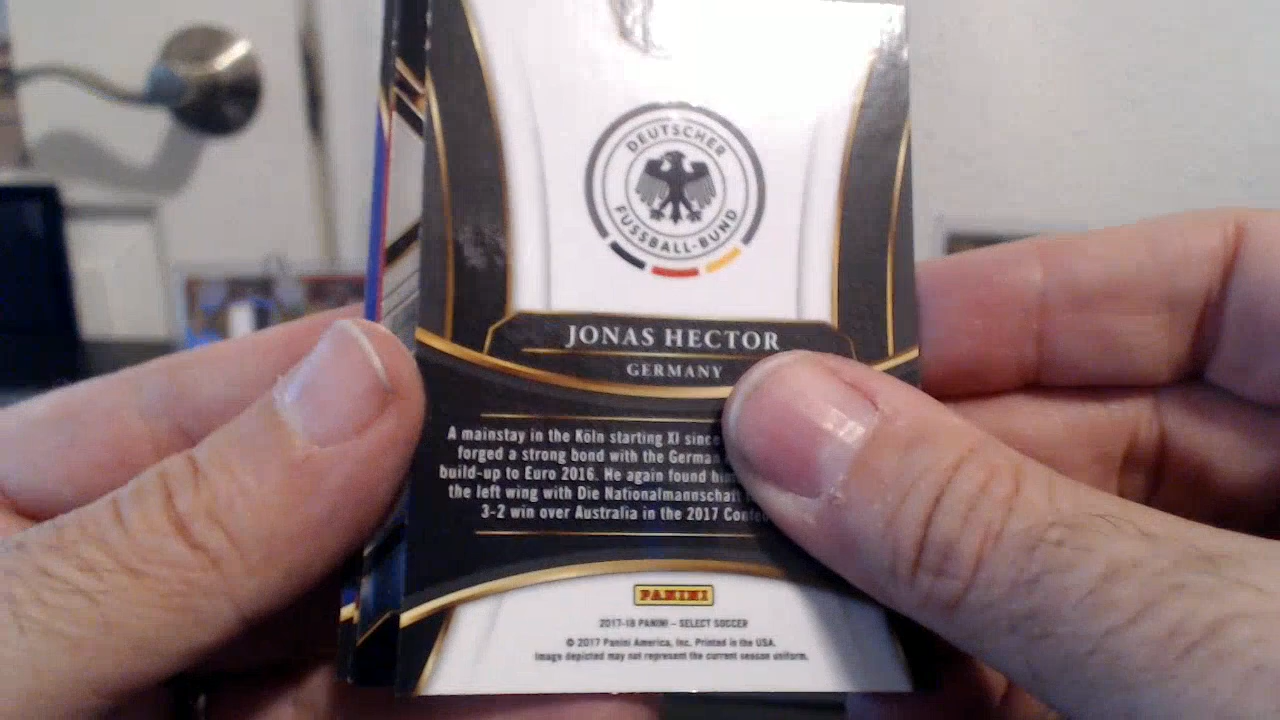 DEUTSCHER
FUSSBALL-BUND
JONAS HECTOR
GERMANY
A mainstay in the Köln starting XI since
forged a strong bond with the German
build-up to Euro 2016. He again found
the left wing with Die Nationalmannschaft
3-2 win over Australia in the 2017
PANINI
2017-18 PANINI – SELECT SOCCER
© 2017 Panini America, Inc. Printed in the USA.
Image depicted may not represent the current season uniform.